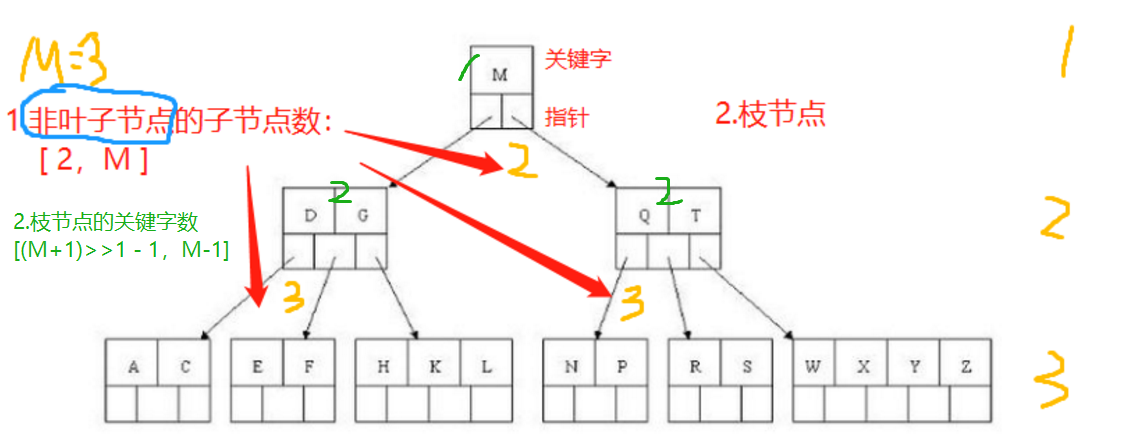 M=3
关键字
M
1
1.非叶子节点的子节点数:
[ 2, M ]
指针
2.枝节点
2
2
2
D G
Q T
2.枝节点的关键字数
[(M+1)>>1 - 1, M-1]
2
3
3
A C
E F
H K L
N P
R S
W X Y Z
3